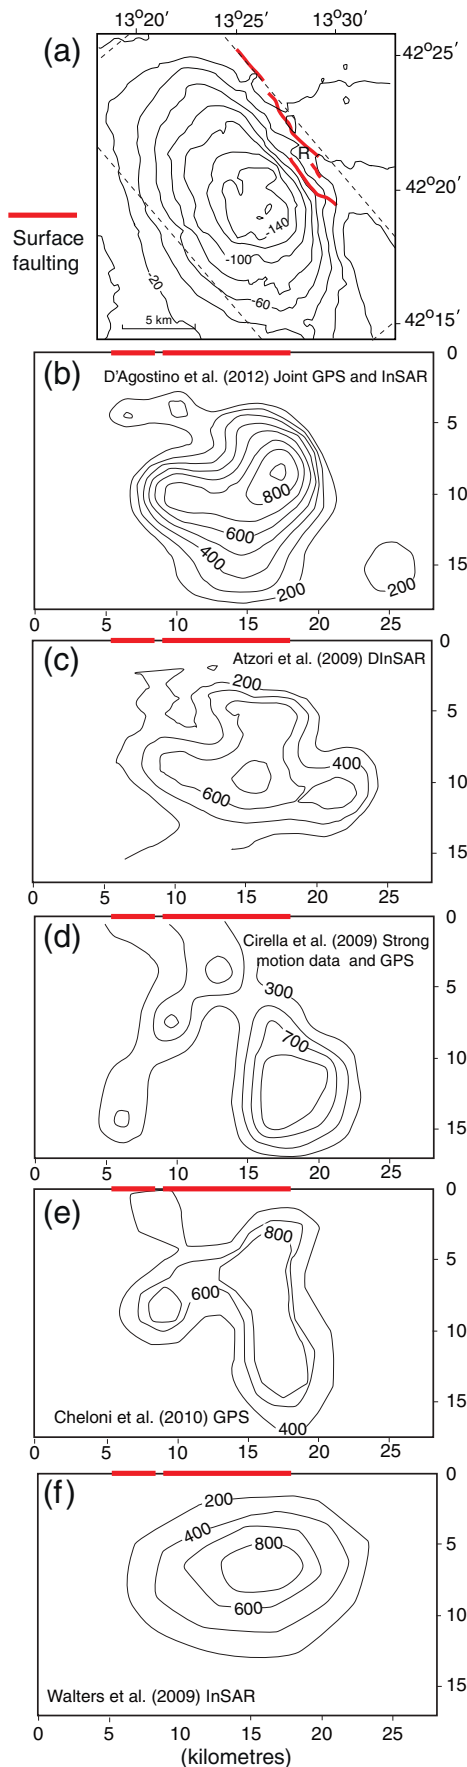 13°20′ 13°25′ 13°30′
(a)
42°25′
R
42°20′
Surface
faulting
-140
-100
-20
-60
5 km
42°15′
(b)
0
D'Agostino et al. (2012) Joint GPS and InSAR
5
800
10
600
400
15
200
200
0 5 10 15 20 25
(c)
0
Atzori et al. (2009) DInSAR
200
5
400
10
600
15
0 5 10 15 20 25
(d)
0
Cirella et al. (2009) Strong
motion data and GPS
5
300
700
10
15
0 5 10 15 20 25
(e)
0
800
5
600
10
Cheloni et al. (2010) GPS
15
400
0 5 10 15 20 25
(f)
0
200
400
5
800
600
10
Walters et al. (2009) InSAR
15
0 5 10 15 20 25
(kilometres)